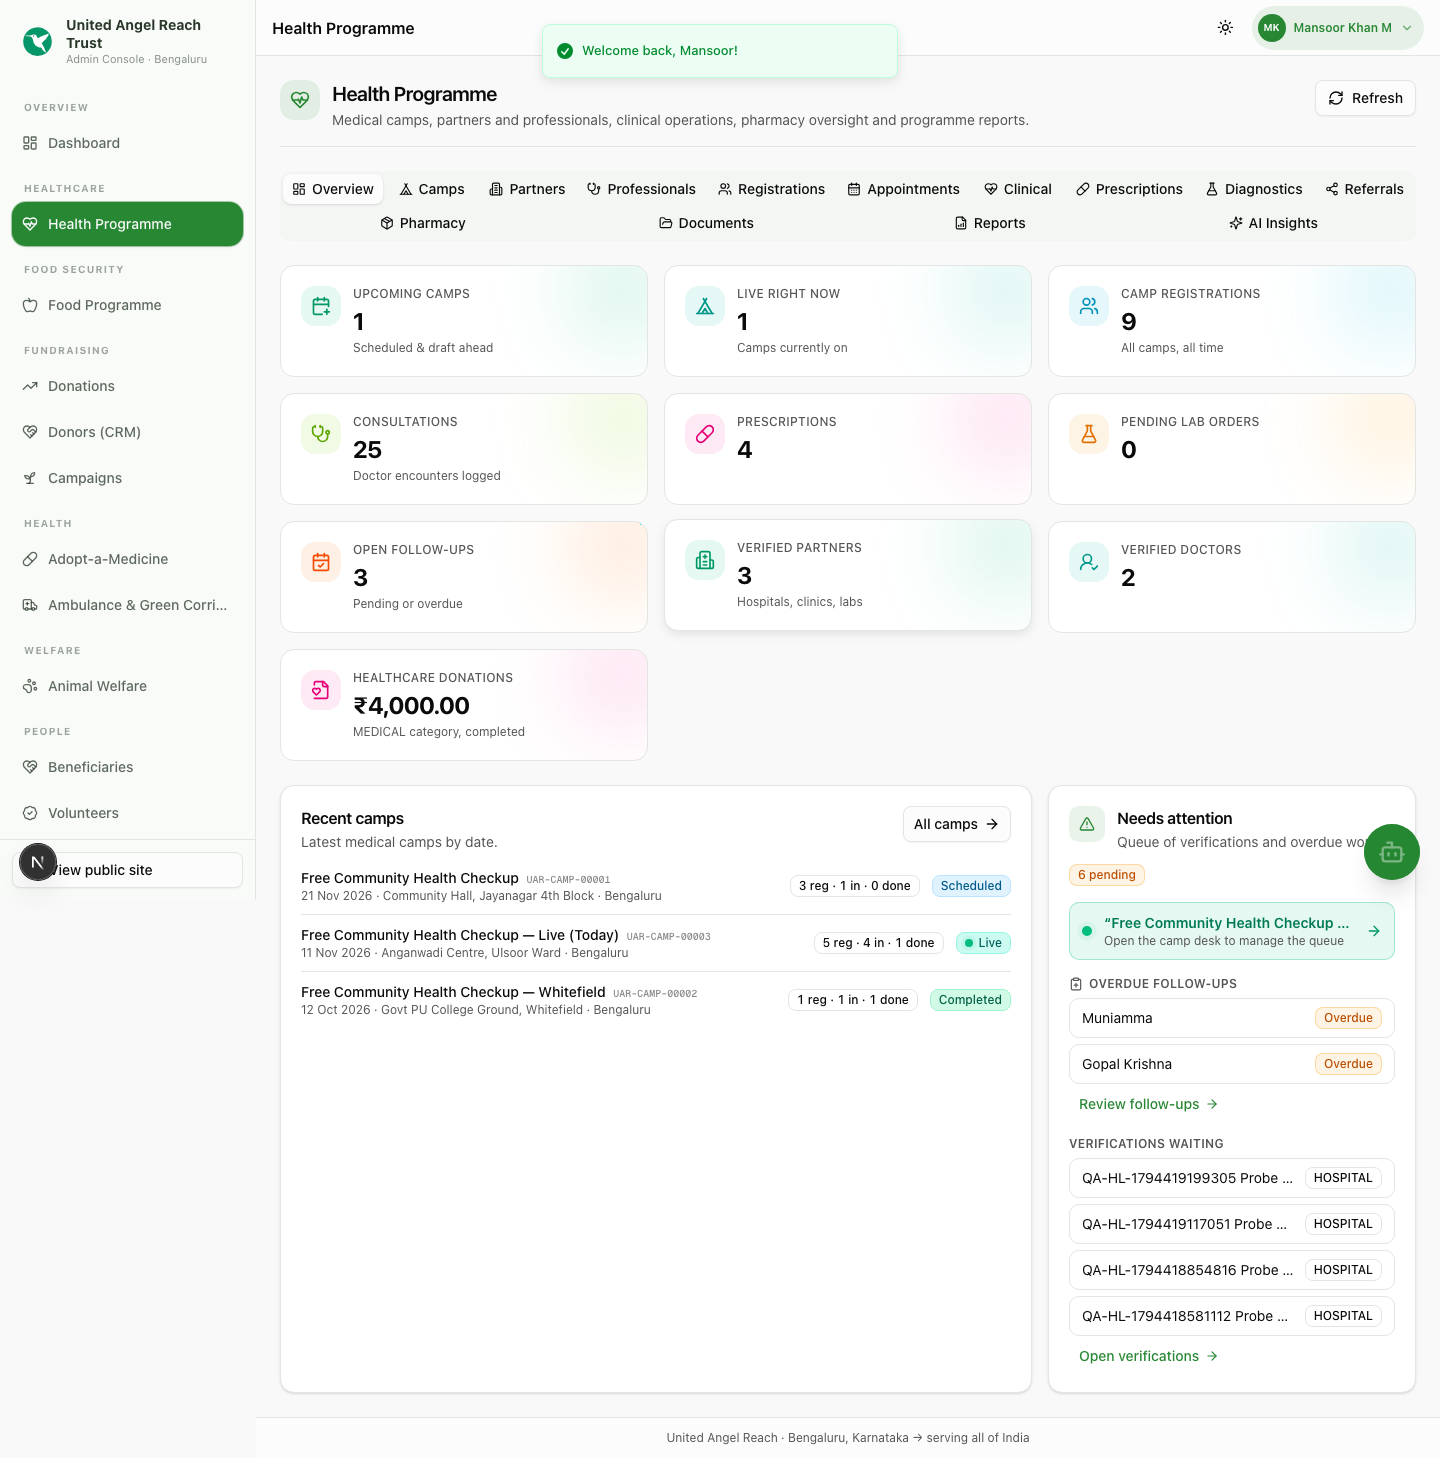 United Angel Reach
Trust
Admin Console · Bengaluru
OVERVIEW
Dashboard
HEALTHCARE
Health Programme
FOOD SECURITY
Food Programme
FUNDRAISING
Donations
Donors (CRM)
Campaigns
HEALTH
Adopt-a-Medicine
Ambulance & Green Corri...
WELFARE
Animal Welfare
PEOPLE
Beneficiaries
Volunteers
N
View public site
Health Programme
Welcome back, Mansoor!
MK
Mansoor Khan M
Health Programme
Medical camps, partners and professionals, clinical operations, pharmacy oversight and programme reports.
Refresh
Overview
Camps
Partners
Professionals
Registrations
Appointments
Clinical
Prescriptions
Diagnostics
Referrals
Pharmacy
Documents
Reports
AI Insights
UPCOMING CAMPS
1
Scheduled & draft ahead
LIVE RIGHT NOW
1
Camps currently on
CAMP REGISTRATIONS
9
All camps, all time
CONSULTATIONS
25
Doctor encounters logged
PRESCRIPTIONS
4
PENDING LAB ORDERS
0
OPEN FOLLOW-UPS
3
Pending or overdue
VERIFIED PARTNERS
3
Hospitals, clinics, labs
VERIFIED DOCTORS
2
HEALTHCARE DONATIONS
₹4,000.00
MEDICAL category, completed
Recent camps
Latest medical camps by date.
All camps →
Free Community Health Checkup UAR-CAMP-00001
21 Nov 2026 · Community Hall, Jayanagar 4th Block · Bengaluru
3 reg · 1 in · 0 done
Scheduled
Free Community Health Checkup — Live (Today) UAR-CAMP-00003
11 Nov 2026 · Anganwadi Centre, Ulsoor Ward · Bengaluru
5 reg · 4 in · 1 done
Live
Free Community Health Checkup — Whitefield UAR-CAMP-00002
12 Oct 2026 · Govt PU College Ground, Whitefield · Bengaluru
1 reg · 1 in · 1 done
Completed
Needs attention
Queue of verifications and overdue
6 pending
“Free Community Health Checkup ...
Open the camp desk to manage the queue
OVERDUE FOLLOW-UPS
Muniamma
Overdue
Gopal Krishna
Overdue
Review follow-ups →
VERIFICATIONS WAITING
QA-HL-1794419199305 Probe ...
HOSPITAL
QA-HL-1794419117051 Probe ...
HOSPITAL
QA-HL-1794418854816 Probe ...
HOSPITAL
QA-HL-1794418581112 Probe ...
HOSPITAL
Open verifications →
United Angel Reach · Bengaluru, Karnataka → serving all of India